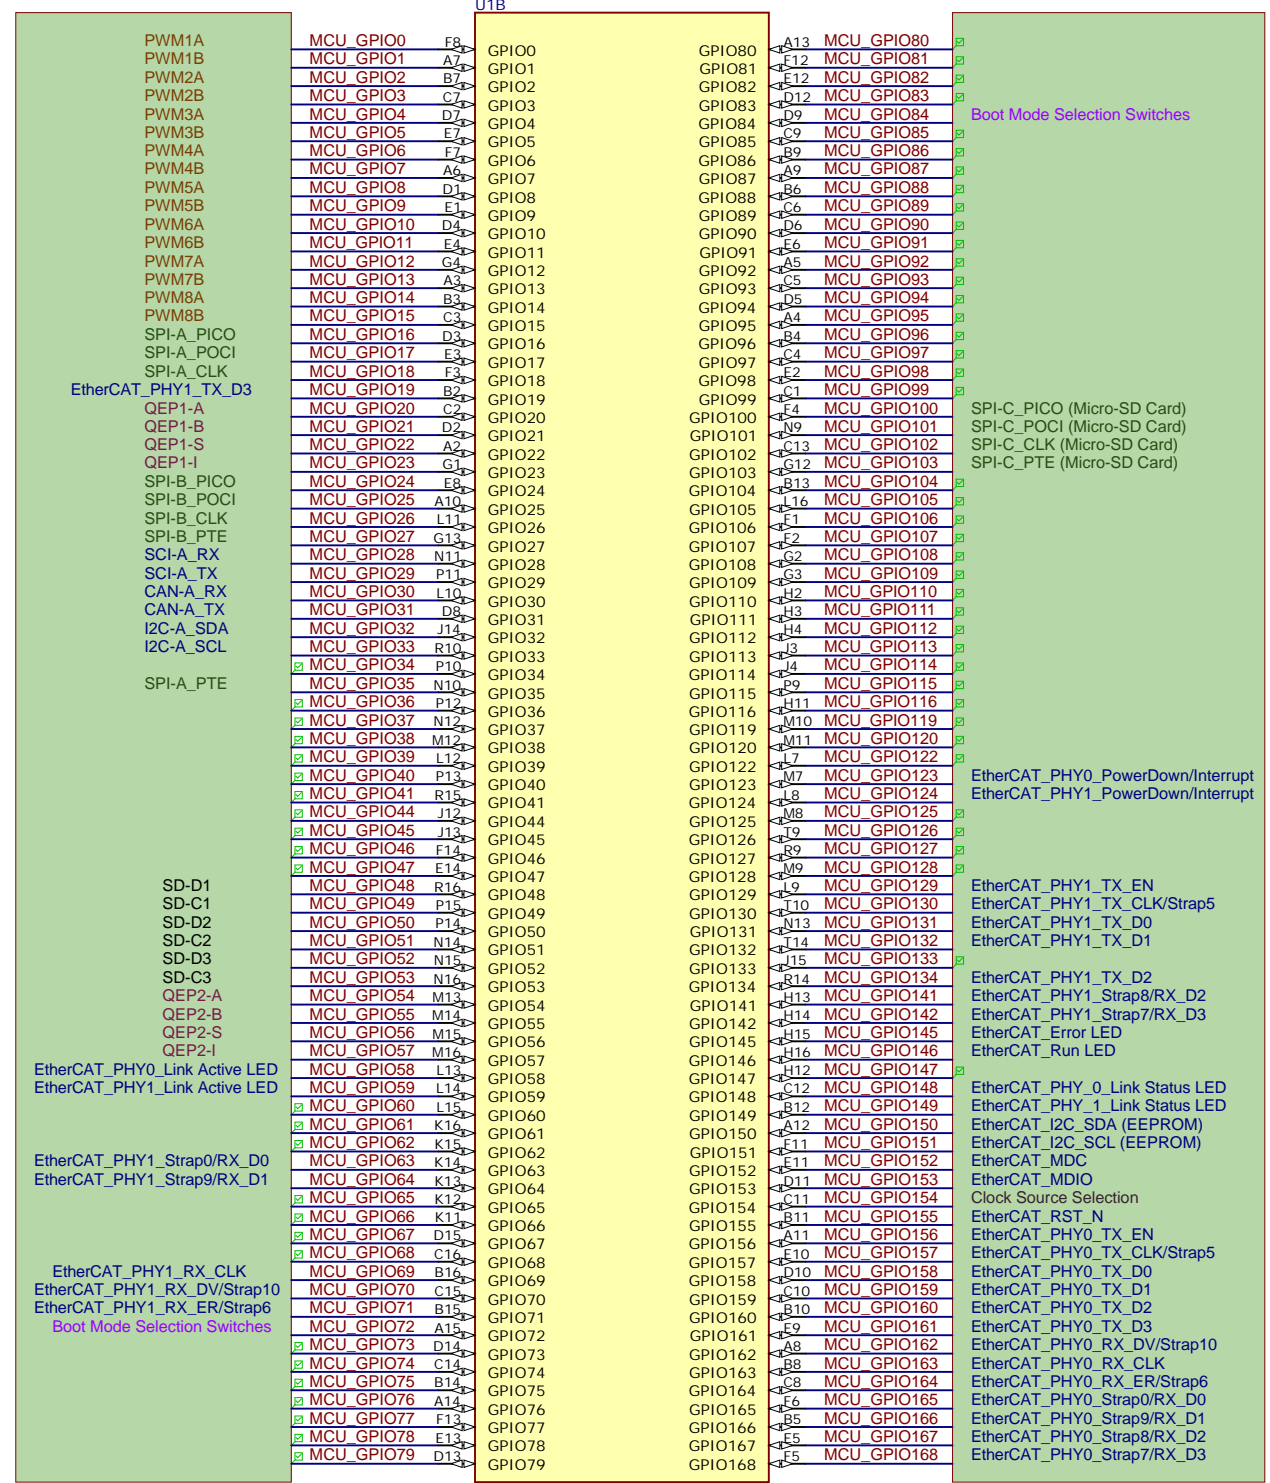 U1B
PWM1A MCU_GPIO0 F8 GPIO0 GPIO80 A13 MCU_GPIO80
PWM1B MCU_GPIO1 A7 GPIO1 GPIO81 F12 MCU_GPIO81
PWM2A MCU_GPIO2 B7 GPIO2 GPIO82 E12 MCU_GPIO82
PWM2B MCU_GPIO3 C7 GPIO3 GPIO83 D12 MCU_GPIO83
PWM3A MCU_GPIO4 D7 GPIO4 GPIO84 D9 MCU_GPIO84 Boot Mode Selection Switches
PWM3B MCU_GPIO5 E7 GPIO5 GPIO85 C9 MCU_GPIO85
PWM4A MCU_GPIO6 F7 GPIO6 GPIO86 B9 MCU_GPIO86
PWM4B MCU_GPIO7 A6 GPIO7 GPIO87 A9 MCU_GPIO87
PWM5A MCU_GPIO8 D1 GPIO8 GPIO88 B6 MCU_GPIO88
PWM5B MCU_GPIO9 E1 GPIO9 GPIO89 C6 MCU_GPIO89
PWM6A MCU_GPIO10 D4 GPIO10 GPIO90 D6 MCU_GPIO90
PWM6B MCU_GPIO11 E4 GPIO11 GPIO91 E6 MCU_GPIO91
PWM7A MCU_GPIO12 G4 GPIO12 GPIO92 A5 MCU_GPIO92
PWM7B MCU_GPIO13 A3 GPIO13 GPIO93 C5 MCU_GPIO93
PWM8A MCU_GPIO14 B3 GPIO14 GPIO94 D5 MCU_GPIO94
PWM8B MCU_GPIO15 C3 GPIO15 GPIO95 A4 MCU_GPIO95
SPI-A_PICO MCU_GPIO16 D3 GPIO16 GPIO96 B4 MCU_GPIO96
SPI-A_POCI MCU_GPIO17 E3 GPIO17 GPIO97 C4 MCU_GPIO97
SPI-A_CLK MCU_GPIO18 F3 GPIO18 GPIO98 E2 MCU_GPIO98
EtherCAT_PHY1_TX_D3 MCU_GPIO19 B2 GPIO19 GPIO99 C1 MCU_GPIO99
QEP1-A MCU_GPIO20 C2 GPIO20 GPIO100 F4 MCU_GPIO100 SPI-C_PICO (Micro-SD Card)
QEP1-B MCU_GPIO21 D2 GPIO21 GPIO101 N9 MCU_GPIO101 SPI-C_POCI (Micro-SD Card)
QEP1-S MCU_GPIO22 A2 GPIO22 GPIO102 C13 MCU_GPIO102 SPI-C_CLK (Micro-SD Card)
QEP1-I MCU_GPIO23 G1 GPIO23 GPIO103 G12 MCU_GPIO103 SPI-C_PTE (Micro-SD Card)
SPI-B_PICO MCU_GPIO24 E8 GPIO24 GPIO104 B13 MCU_GPIO104
SPI-B_POCI MCU_GPIO25 A10 GPIO25 GPIO105 L16 MCU_GPIO105
SPI-B_CLK MCU_GPIO26 L11 GPIO26 GPIO106 F1 MCU_GPIO106
SPI-B_PTE MCU_GPIO27 G13 GPIO27 GPIO107 F2 MCU_GPIO107
SCI-A_RX MCU_GPIO28 N11 GPIO28 GPIO108 G2 MCU_GPIO108
SCI-A_TX MCU_GPIO29 P11 GPIO29 GPIO109 G3 MCU_GPIO109
CAN-A_RX MCU_GPIO30 L10 GPIO30 GPIO110 H2 MCU_GPIO110
CAN-A_TX MCU_GPIO31 D8 GPIO31 GPIO111 H3 MCU_GPIO111
I2C-A_SDA MCU_GPIO32 J14 GPIO32 GPIO112 H4 MCU_GPIO112
I2C-A_SCL MCU_GPIO33 R10 GPIO33 GPIO113 J3 MCU_GPIO113
MCU_GPIO34 P10 GPIO34 GPIO114 J4 MCU_GPIO114
SPI-A_PTE MCU_GPIO35 N10 GPIO35 GPIO115 P9 MCU_GPIO115
MCU_GPIO36 P12 GPIO36 GPIO116 H11 MCU_GPIO116
MCU_GPIO37 N12 GPIO37 GPIO119 M10 MCU_GPIO119
MCU_GPIO38 M12 GPIO38 GPIO120 M11 MCU_GPIO120
MCU_GPIO39 L12 GPIO39 GPIO122 L7 MCU_GPIO122
MCU_GPIO40 P13 GPIO40 GPIO123 M7 MCU_GPIO123 EtherCAT_PHY0_PowerDown/Interrupt
MCU_GPIO41 R15 GPIO41 GPIO124 L8 MCU_GPIO124 EtherCAT_PHY1_PowerDown/Interrupt
MCU_GPIO44 J12 GPIO44 GPIO125 M8 MCU_GPIO125
MCU_GPIO45 J13 GPIO45 GPIO126 T9 MCU_GPIO126
MCU_GPIO46 F14 GPIO46 GPIO127 R9 MCU_GPIO127
MCU_GPIO47 E14 GPIO47 GPIO128 M9 MCU_GPIO128
SD-D1 MCU_GPIO48 R16 GPIO48 GPIO129 L9 MCU_GPIO129 EtherCAT_PHY1_TX_EN
SD-C1 MCU_GPIO49 P15 GPIO49 GPIO130 T10 MCU_GPIO130 EtherCAT_PHY1_TX_CLK/Strap5
SD-D2 MCU_GPIO50 P14 GPIO50 GPIO131 N13 MCU_GPIO131 EtherCAT_PHY1_TX_D0
SD-C2 MCU_GPIO51 N14 GPIO51 GPIO132 T14 MCU_GPIO132 EtherCAT_PHY1_TX_D1
SD-D3 MCU_GPIO52 N15 GPIO52 GPIO133 J15 MCU_GPIO133
SD-C3 MCU_GPIO53 N16 GPIO53 GPIO134 R14 MCU_GPIO134 EtherCAT_PHY1_TX_D2
QEP2-A MCU_GPIO54 M13 GPIO54 GPIO141 H13 MCU_GPIO141 EtherCAT_PHY1_Strap8/RX_D2
QEP2-B MCU_GPIO55 M14 GPIO55 GPIO142 H14 MCU_GPIO142 EtherCAT_PHY1_Strap7/RX_D3
QEP2-S MCU_GPIO56 M15 GPIO56 GPIO145 H15 MCU_GPIO145 EtherCAT_Error LED
QEP2-I MCU_GPIO57 M16 GPIO57 GPIO146 H16 MCU_GPIO146 EtherCAT_Run LED
EtherCAT_PHY0_Link Active LED MCU_GPIO58 L13 GPIO58 GPIO147 H12 MCU_GPIO147
EtherCAT_PHY1_Link Active LED MCU_GPIO59 L14 GPIO59 GPIO148 C12 MCU_GPIO148 EtherCAT_PHY_0_Link Status LED
MCU_GPIO60 L15 GPIO60 GPIO149 B12 MCU_GPIO149 EtherCAT_PHY_1_Link Status LED
MCU_GPIO61 K16 GPIO61 GPIO150 A12 MCU_GPIO150 EtherCAT_I2C_SDA (EEPROM)
MCU_GPIO62 K15 GPIO62 GPIO151 F11 MCU_GPIO151 EtherCAT_I2C_SCL (EEPROM)
EtherCAT_PHY1_Strap0/RX_D0 MCU_GPIO63 K14 GPIO63 GPIO152 E11 MCU_GPIO152 EtherCAT_MDC
EtherCAT_PHY1_Strap9/RX_D1 MCU_GPIO64 K13 GPIO64 GPIO153 D11 MCU_GPIO153 EtherCAT_MDIO
MCU_GPIO65 K12 GPIO65 GPIO154 C11 MCU_GPIO154 Clock Source Selection
MCU_GPIO66 K11 GPIO66 GPIO155 B11 MCU_GPIO155 EtherCAT_RST_N
MCU_GPIO67 D15 GPIO67 GPIO156 A11 MCU_GPIO156 EtherCAT_PHY0_TX_EN
MCU_GPIO68 C16 GPIO68 GPIO157 E10 MCU_GPIO157 EtherCAT_PHY0_TX_CLK/Strap5
EtherCAT_PHY1_RX_CLK MCU_GPIO69 B16 GPIO69 GPIO158 D10 MCU_GPIO158 EtherCAT_PHY0_TX_D0
EtherCAT_PHY1_RX_DV/Strap10 MCU_GPIO70 C15 GPIO70 GPIO159 C10 MCU_GPIO159 EtherCAT_PHY0_TX_D1
EtherCAT_PHY1_RX_ER/Strap6 MCU_GPIO71 B15 GPIO71 GPIO160 B10 MCU_GPIO160 EtherCAT_PHY0_TX_D2
Boot Mode Selection Switches MCU_GPIO72 A15 GPIO72 GPIO161 E9 MCU_GPIO161 EtherCAT_PHY0_TX_D3
MCU_GPIO73 D14 GPIO73 GPIO162 A8 MCU_GPIO162 EtherCAT_PHY0_RX_DV/Strap10
MCU_GPIO74 C14 GPIO74 GPIO163 B8 MCU_GPIO163 EtherCAT_PHY0_RX_CLK
MCU_GPIO75 B14 GPIO75 GPIO164 C8 MCU_GPIO164 EtherCAT_PHY0_RX_ER/Strap6
MCU_GPIO76 A14 GPIO76 GPIO165 F6 MCU_GPIO165 EtherCAT_PHY0_Strap0/RX_D0
MCU_GPIO77 F13 GPIO77 GPIO166 B5 MCU_GPIO166 EtherCAT_PHY0_Strap9/RX_D1
MCU_GPIO78 E13 GPIO78 GPIO167 E5 MCU_GPIO167 EtherCAT_PHY0_Strap8/RX_D2
MCU_GPIO79 D13 GPIO79 GPIO168 F5 MCU_GPIO168 EtherCAT_PHY0_Strap7/RX_D3